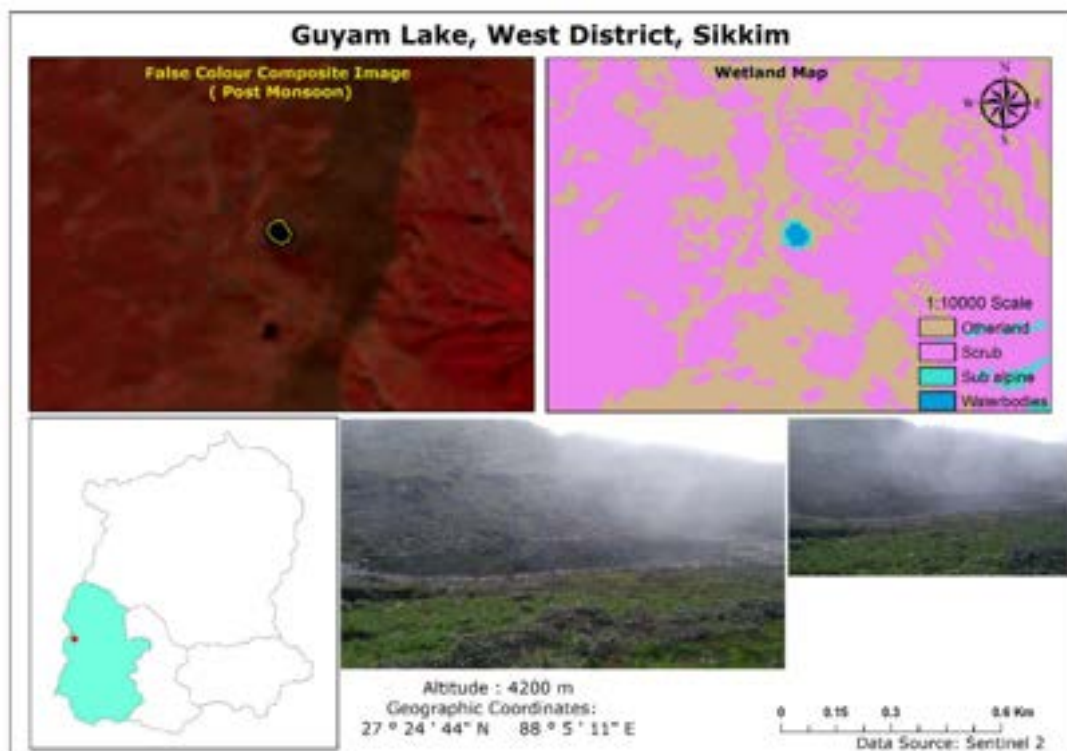 Guyam Lake, West District, Sikkim
False Colour Composite Image
( Post Monsoon)
Wetland Map
N
W E
S
1:10000 Scale
Otherland
Scrub
Sub alpine
Waterbodies
Altitude : 4200 m
Geographic Coordinates:
27 º 24 ' 44" N 88 º 5 ' 11" E
0 0.15 0.3 0.6 Km
Data Source: Sentinel 2